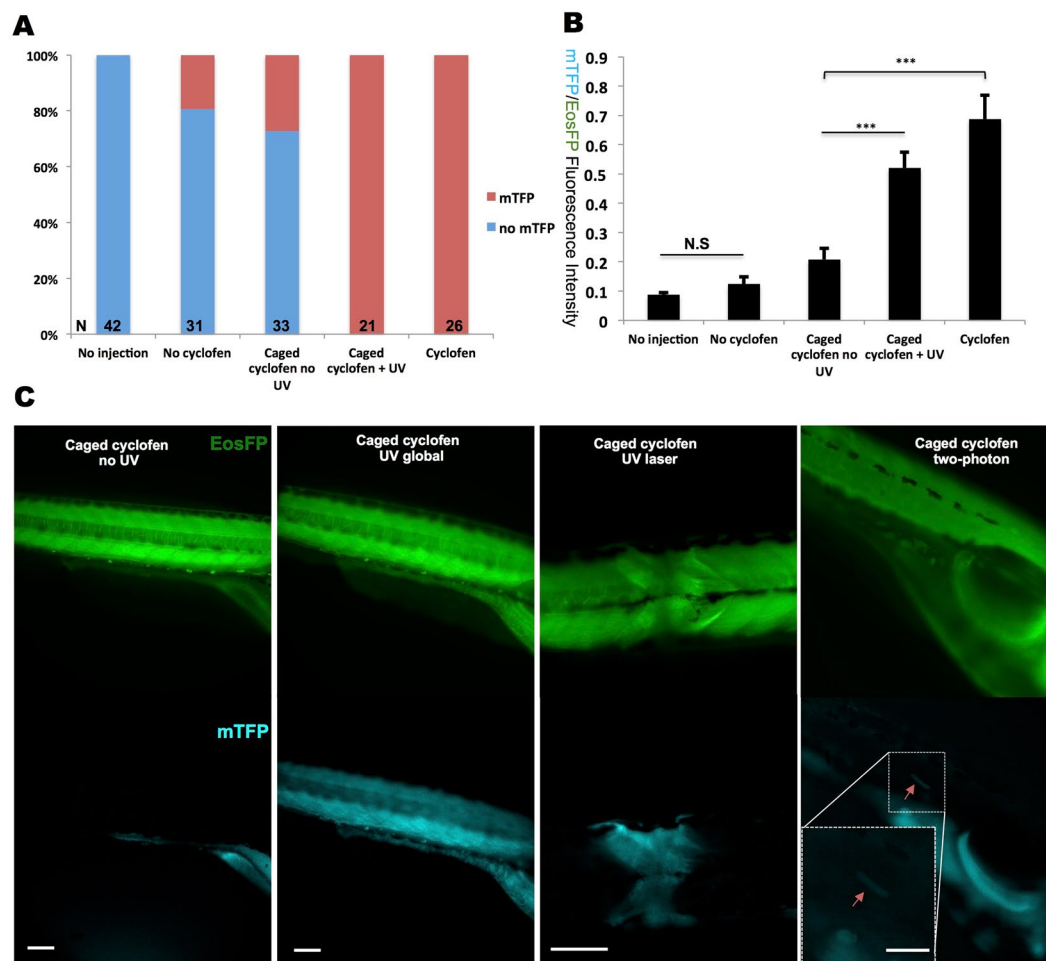 A
100%
80%
60%
40%
20%
0%
mTFP
no mTFP
N 42 31 33 21 26
No injection No cyclofen Caged cyclofen no UV Caged cyclofen + UV Cyclofen
B
mTFP/EosFP Fluorescence Intensity
0.9
0.8
0.7
0.6
0.5
0.4
0.3
0.2
0.1
0
N.S
***
***
No injection No cyclofen Caged cyclofen no UV Caged cyclofen + UV Cyclofen
C
Caged cyclofen
no UV
EosFP
Caged cyclofen
UV global
Caged cyclofen
UV laser
Caged cyclofen
two-photon
mTFP